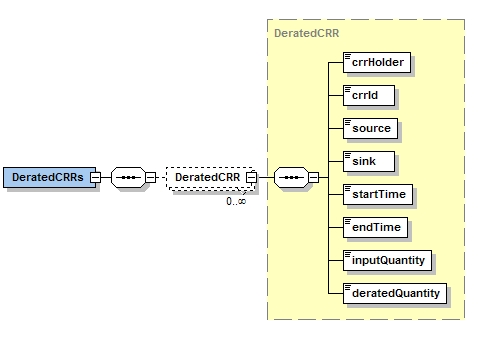 DeratedCRR
crrHolder
crrId
source
sink
startTime
endTime
inputQuantity
deratedQuantity
DeratedCRRs
DeratedCRR
0..∞